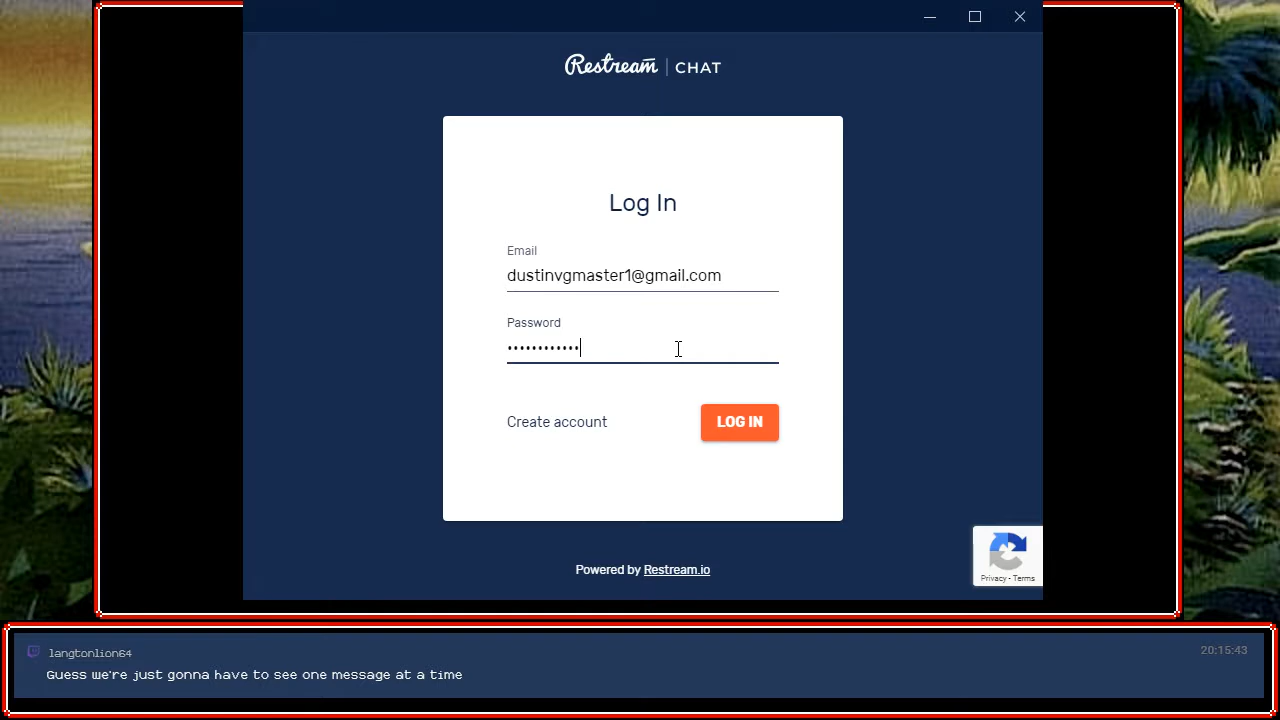 Restream | CHAT
Log In
Email
dustinvgmaster1@gmail.com
Password
••••••••••••
Create account
LOG IN
Privacy - Terms
Powered by Restream.io
langtonlion64
20:15:43
Guess we're just gonna have to see one message at a time